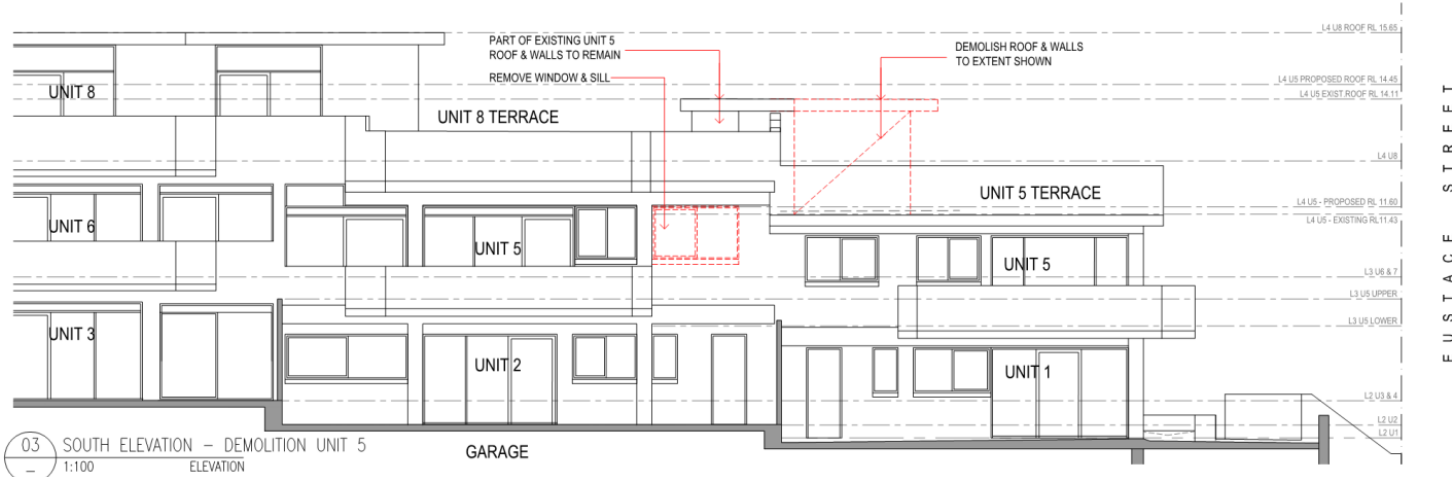 L4 U8 ROOF RL 15.65
PART OF EXISTING UNIT 5
ROOF & WALLS TO REMAIN
DEMOLISH ROOF & WALLS
TO EXTENT SHOWN
REMOVE WINDOW & SILL
L4 U5 PROPOSED ROOF RL 14.45
L4 U5 EXIST.ROOF RL 14.11
UNIT 8
UNIT 8 TERRACE
L4 U8
UNIT 5 TERRACE
L4 U5 - PROPOSED RL 11.60
L4 U5 - EXISTING RL11.43
UNIT 6
UNIT 5
UNIT 5
L3 U6 & 7
L3 U5 UPPER
L3 U5 LOWER
UNIT 3
UNIT 2
UNIT 1
L2 U3 & 4
L2 U2
L2 U1
EUSTACE STREET
03
SOUTH ELEVATION – DEMOLITION UNIT 5
–
1:100
ELEVATION
GARAGE